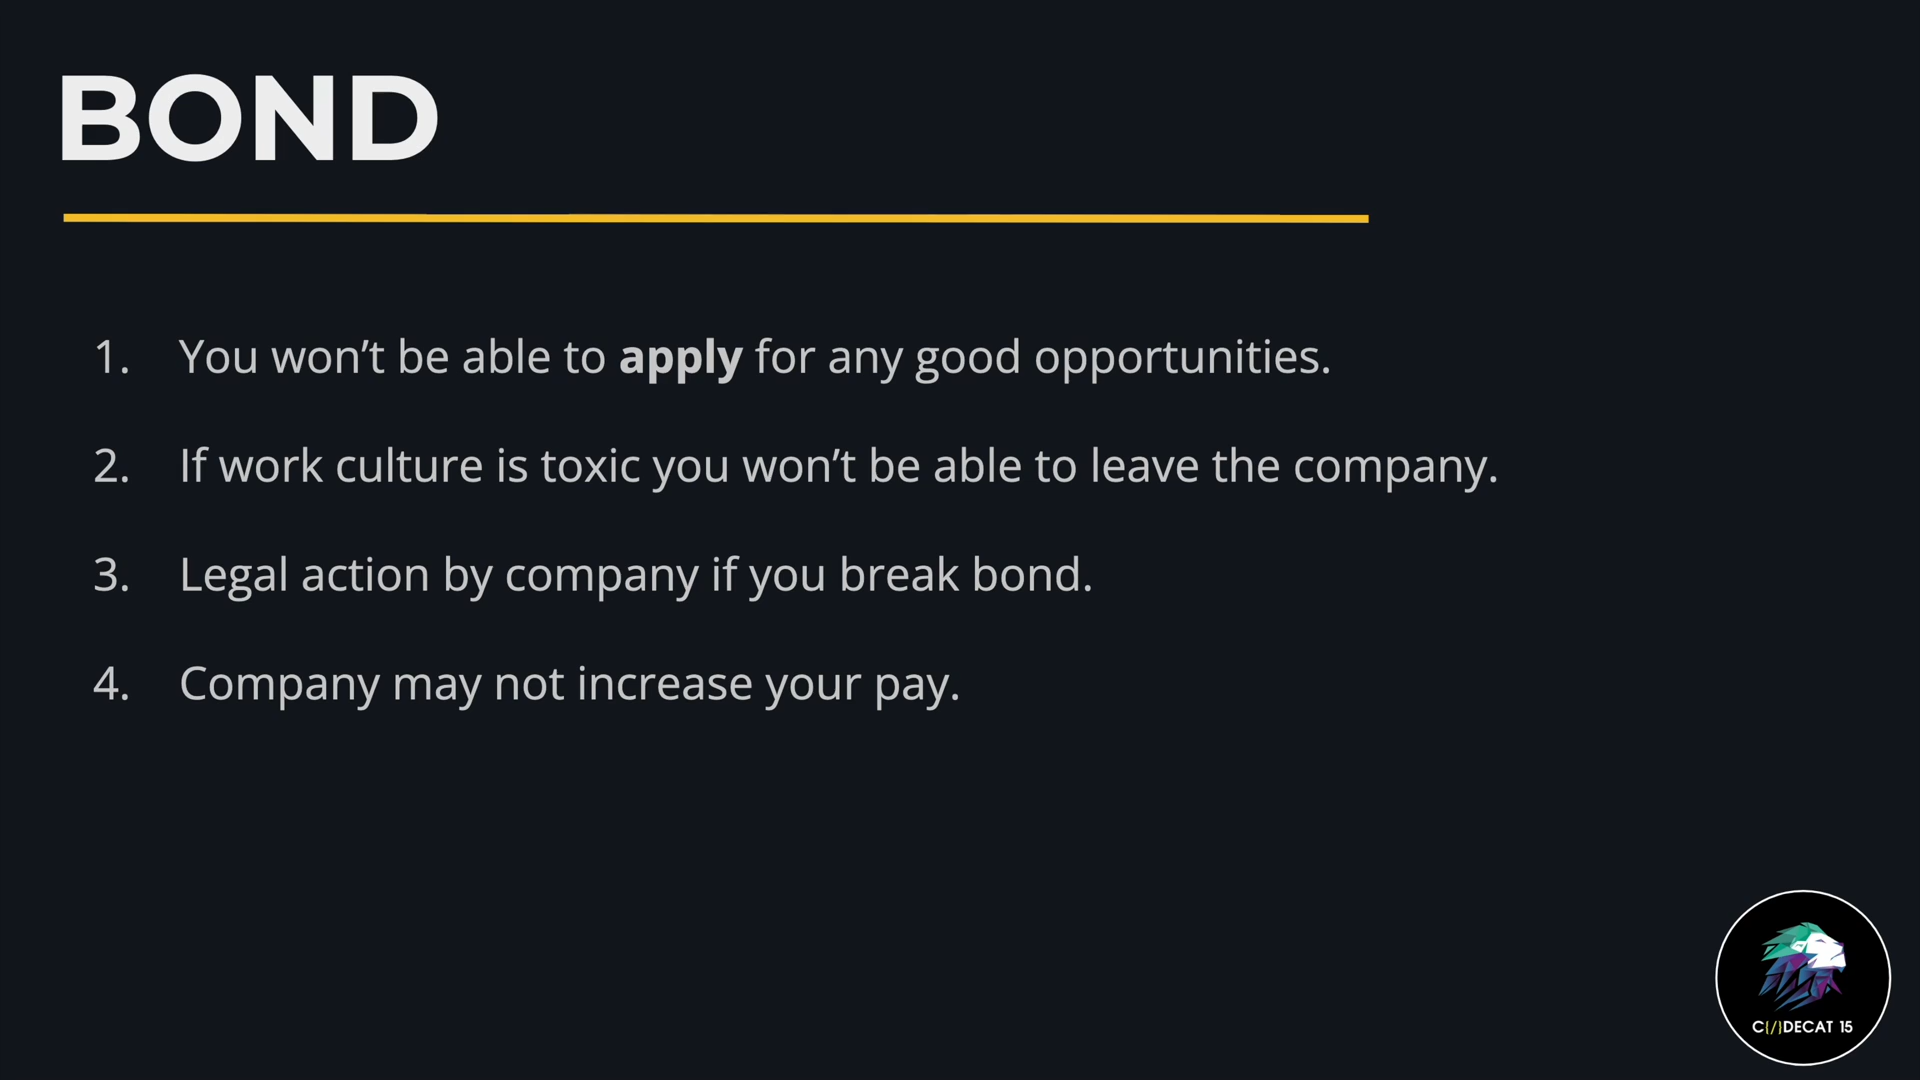 BOND
1. You won’t be able to apply for any good opportunities.
2. If work culture is toxic you won’t be able to leave the company.
3. Legal action by company if you break bond.
4. Company may not increase your pay.
C{/}DECAT 15